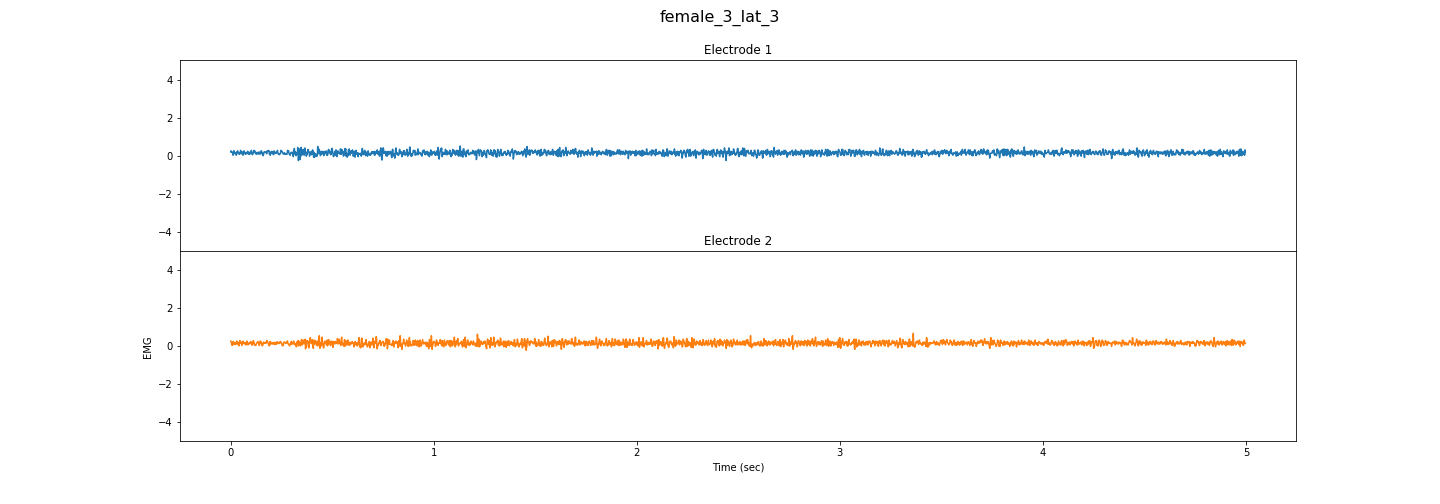 female_3_lat_3
Electrode 1
4
2
0
−2
−4
Electrode 2
4
2
0
−2
−4
EMG
0 1 2 3 4 5
Time (sec)